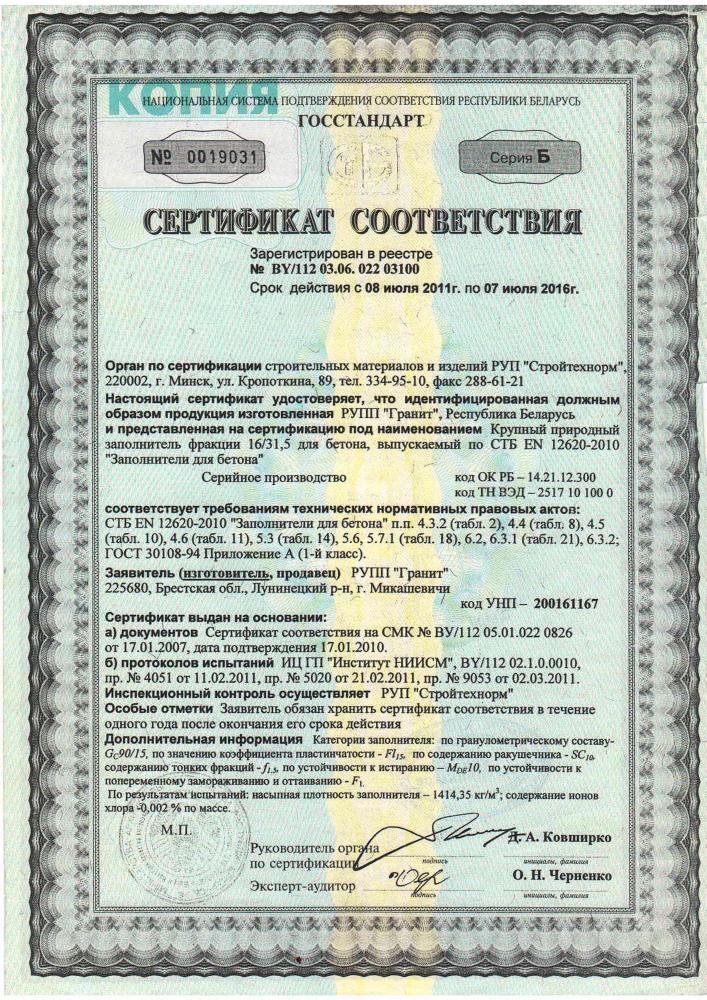 КОПИЯ
НАЦИОНАЛЬНАЯ СИСТЕМА ПОДТВЕРЖДЕНИЯ СООТВЕТСТВИЯ РЕСПУБЛИКИ БЕЛАРУСЬ
ГОССТАНДАРТ
№ 0019031
Серия Б
СЕРТИФИКАТ СООТВЕТСТВИЯ
Зарегистрирован в реестре
№ BY/112 03.06. 022 03100
Срок действия с 08 июля 2011г. по 07 июля 2016г.
Орган по сертификации строительных материалов и изделий РУП "Стройтехнорм",
220002, г. Минск, ул. Кропоткина, 89, тел. 334-95-10, факс 288-61-21
Настоящий сертификат удостоверяет, что идентифицированная должным
образом продукция изготовленная РУПП "Гранит", Республика Беларусь
и представленная на сертификацию под наименованием Крупный природный
заполнитель фракции 16/31,5 для бетона, выпускаемый по СТБ EN 12620-2010
"Заполнители для бетона"
Серийное производство код ОК РБ – 14.21.12.300
код ТН ВЭД – 2517 10 100 0
соответствует требованиям технических нормативных правовых актов:
СТБ EN 12620-2010 "Заполнители для бетона" п.п. 4.3.2 (табл. 2), 4.4 (табл. 8), 4.5
(табл. 10), 4.6 (табл. 11), 5.3 (табл. 14), 5.6, 5.7.1 (табл. 18), 6.2, 6.3.1 (табл. 21), 6.3.2;
ГОСТ 30108-94 Приложение А (1-й класс).
Заявитель (изготовитель, продавец) РУПП "Гранит"
225680, Брестская обл., Лунинецкий р-н, г. Микашевичи
код УНП – 200161167
Сертификат выдан на основании:
а) документов Сертификат соответствия на СМК № BY/112 05.01.022 0826
от 17.01.2007, дата подтверждения 17.01.2010.
б) протоколов испытаний ИЦ ГП "Институт НИИСМ", BY/112 02.1.0.0010,
пр. № 4051 от 11.02.2011, пр. № 5020 от 21.02.2011, пр. № 9053 от 02.03.2011.
Инспекционный контроль осуществляет РУП "Стройтехнорм"
Особые отметки Заявитель обязан хранить сертификат соответствия в течение
одного года после окончания его срока действия
Дополнительная информация Категории заполнителя: по гранулометрическому составу-
GC90/15, по значению коэффициента пластинчатости - FI15, по содержанию ракушечника - SC10,
содержанию тонких фракций - f1,5, по устойчивости к истиранию – MDE10, по устойчивости к
попеременному замораживанию и оттаиванию - F1.
По результатам испытаний: насыпная плотность заполнителя – 1414,35 кг/м3; содержание ионов
хлора -0,002 % по массе.
М.П.
Руководитель органа
по сертификации
Д.А. Ковширко
подпись
инициалы, фамилия
Эксперт-аудитор
О. Н. Черненко
подпись
инициалы, фамилия